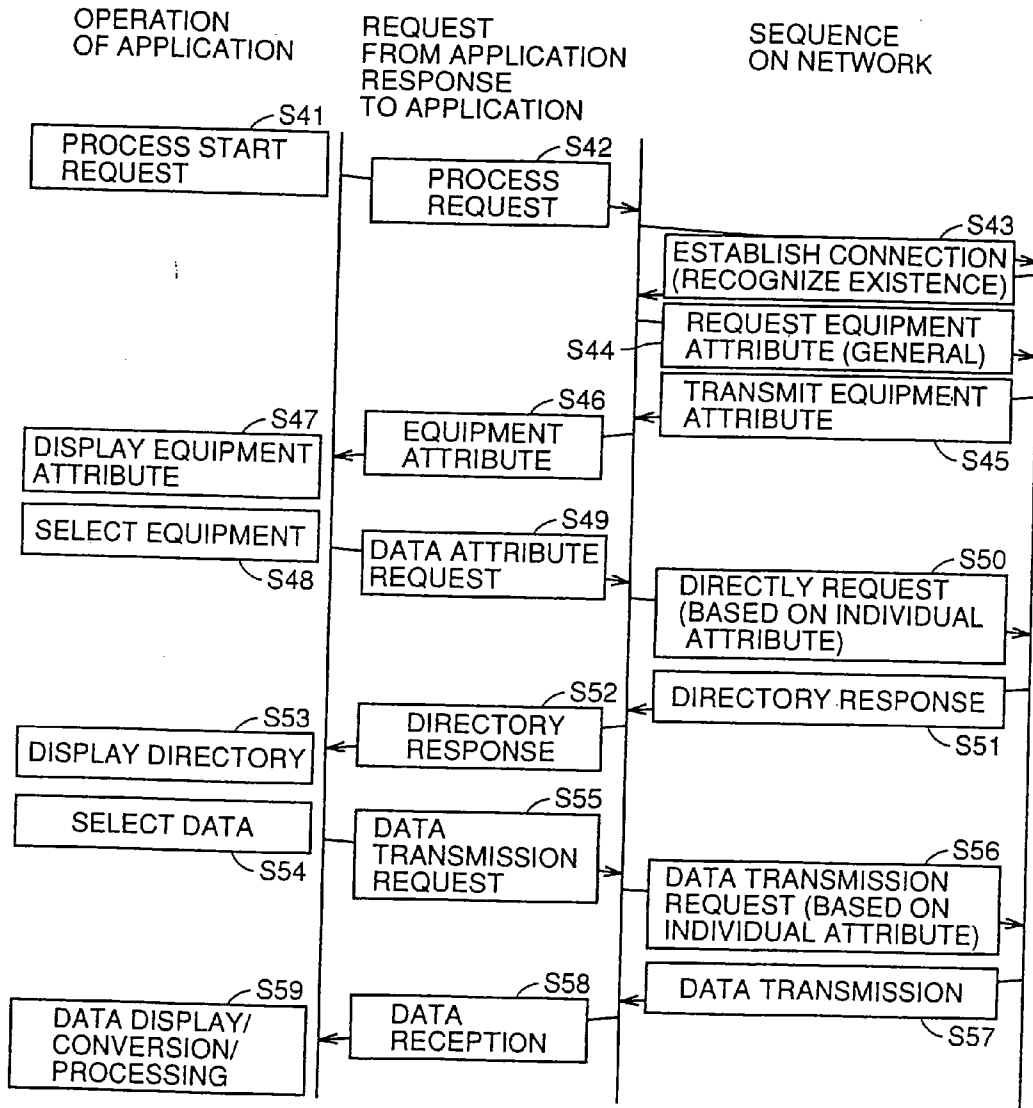 OPERATION
OF APPLICATION
REQUEST
FROM APPLICATION
RESPONSE
TO APPLICATION
SEQUENCE
ON NETWORK
S41
PROCESS START
REQUEST
S42
PROCESS
REQUEST
S43
ESTABLISH CONNECTION
(RECOGNIZE EXISTENCE)
S44
REQUEST EQUIPMENT
ATTRIBUTE (GENERAL)
TRANSMIT EQUIPMENT
ATTRIBUTE
S45
S46
EQUIPMENT
ATTRIBUTE
S47
DISPLAY EQUIPMENT
ATTRIBUTE
SELECT EQUIPMENT
S48
S49
DATA ATTRIBUTE
REQUEST
S50
DIRECTLY REQUEST
(BASED ON INDIVIDUAL
ATTRIBUTE)
DIRECTORY RESPONSE
S51
S52
DIRECTORY
RESPONSE
S53
DISPLAY DIRECTORY
SELECT DATA
S54
S55
DATA
TRANSMISSION
REQUEST
S56
DATA TRANSMISSION
REQUEST (BASED ON
INDIVIDUAL ATTRIBUTE)
DATA TRANSMISSION
S57
S58
DATA
RECEPTION
S59
DATA DISPLAY/
CONVERSION/
PROCESSING